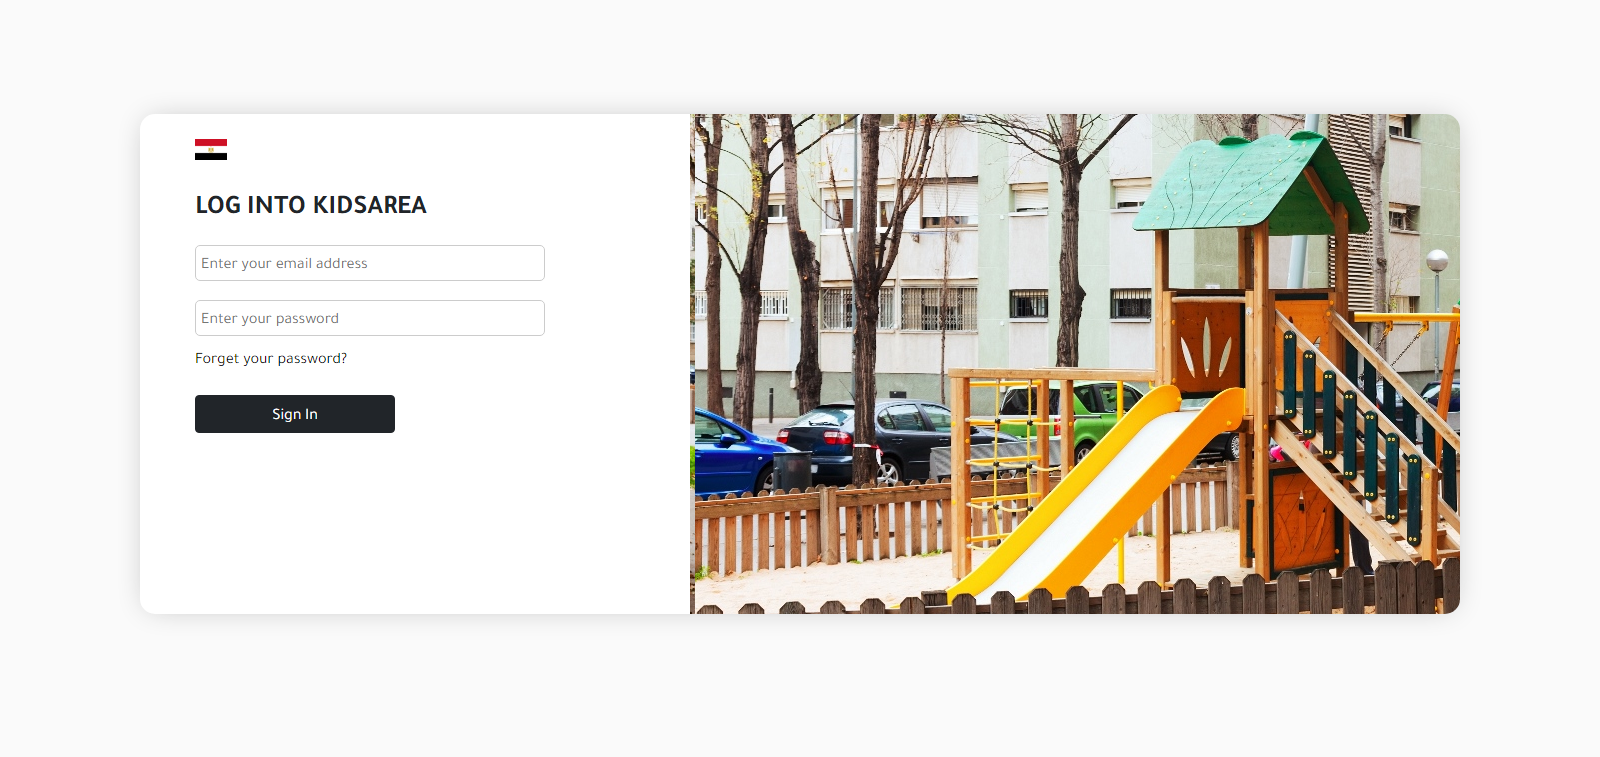 LOG INTO KIDSAREA
Enter your email address
Enter your password
Forget your password?
Sign In